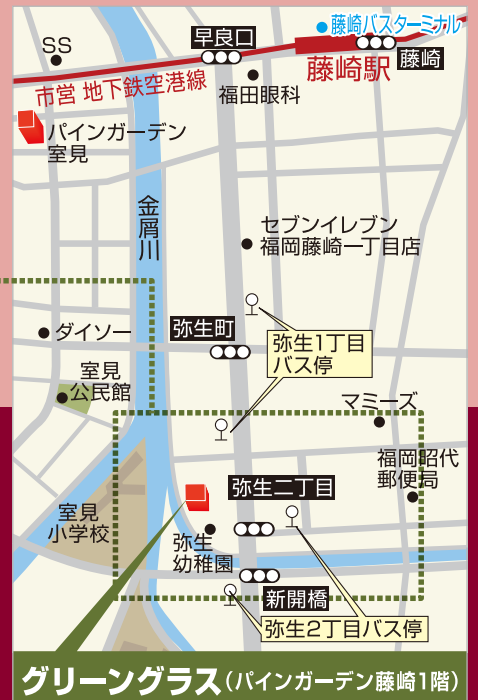 藤崎バスターミナル
早良口
SS
藤崎
藤崎駅
市営 地下鉄空港線
福田眼科
パインガーデン
室見
金屑川
セブンイレブン
福岡藤崎一丁目店
弥生町
ダイソー
弥生1丁目
バス停
室見
公民館
マミーズ
福岡昭代
郵便局
弥生二丁目
室見
小学校
弥生
幼稚園
新開橋
弥生2丁目バス停
グリーングラス(パインガーデン藤崎1階)